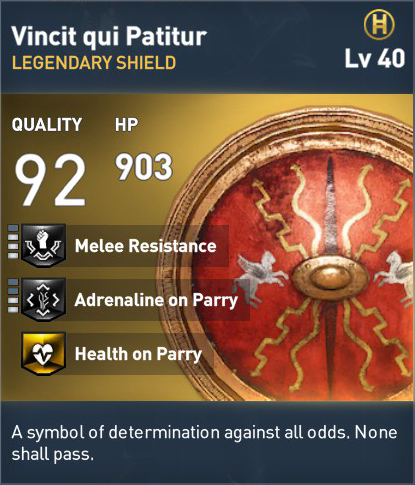 Vincit qui Patitur
LEGENDARY SHIELD
H
Lv 40
QUALITY
HP
92
903
Melee Resistance
Adrenaline on Parry
Health on Parry
A symbol of determination against all odds. None
shall pass.